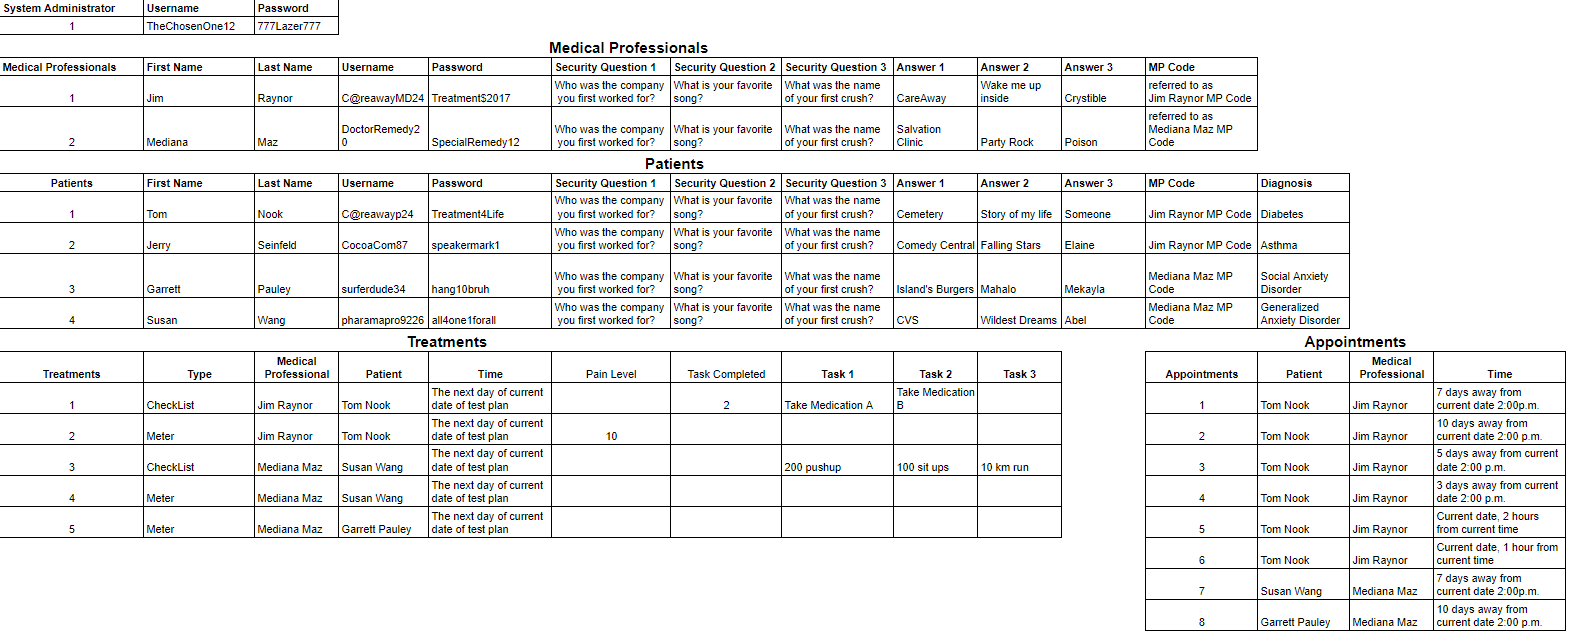 System Administrator Username Password
1 TheChosenOne12 777Lazer777
Medical Professionals
Medical Professionals First Name Last Name Username Password Security Question 1 Security Question 2 Security Question 3 Answer 1 Answer 2 Answer 3 MP Code
Who was the company What is your favorite What was the name Wake me up referred to as
1 Jim Raynor C@reawayMD24 Treatment$2017 you first worked for? song? of your first crush? CareAway inside Crystible Jim Raynor MP Code
referred to as
DoctorRemedy2 Who was the company What is your favorite What was the name Salvation Mediana Maz MP
2 Mediana Maz 0 SpecialRemedy12 you first worked for? song? of your first crush? Clinic Party Rock Poison Code
Patients
Patients First Name Last Name Username Password Security Question 1 Security Question 2 Security Question 3 Answer 1 Answer 2 Answer 3 MP Code Diagnosis
Who was the company What is your favorite What was the name
1 Tom Nook C@reawayp24 Treatment4Life you first worked for? song? of your first crush? Cemetery Story of my life Someone Jim Raynor MP Code Diabetes
Who was the company What is your favorite What was the name
2 Jerry Seinfeld CocoaCom87 speakermark1 you first worked for? song? of your first crush? Comedy Central Falling Stars Elaine Jim Raynor MP Code Asthma
Who was the company What is your favorite What was the name Mediana Maz MP Social Anxiety
3 Garrett Pauley surferdude34 hang10bruh you first worked for? song? of your first crush? Island's Burgers Mahalo Mekayla Code Disorder
Who was the company What is your favorite What was the name Mediana Maz MP Generalized
4 Susan Wang pharamapro9226 all4one1forall you first worked for? song? of your first crush? CVS Wildest Dreams Abel Code Anxiety Disorder
Treatments
Medical
Treatments Type Professional Patient Time Pain Level Task Completed Task 1 Task 2 Task 3
The next day of current Take Medication
1 CheckList Jim Raynor Tom Nook date of test plan 2 Take Medication A B
The next day of current
2 Meter Jim Raynor Tom Nook date of test plan 10
The next day of current
3 CheckList Mediana Maz Susan Wang date of test plan 200 pushup 100 sit ups 10 km run
The next day of current
4 Meter Mediana Maz Susan Wang date of test plan
The next day of current
5 Meter Mediana Maz Garrett Pauley date of test plan
Appointments
Medical
Appointments Patient Professional Time
7 days away from
1 Tom Nook Jim Raynor current date 2:00p.m.
10 days away from
2 Tom Nook Jim Raynor current date 2:00 p.m.
5 days away from current
3 Tom Nook Jim Raynor date 2:00 p.m.
3 days away from current
4 Tom Nook Jim Raynor date 2:00 p.m.
Current date, 2 hours
5 Tom Nook Jim Raynor from current time
Current date, 1 hour from
6 Tom Nook Jim Raynor current time
7 days away from
7 Susan Wang Mediana Maz current date 2:00p.m.
10 days away from
8 Garrett Pauley Mediana Maz current date 2:00 p.m.